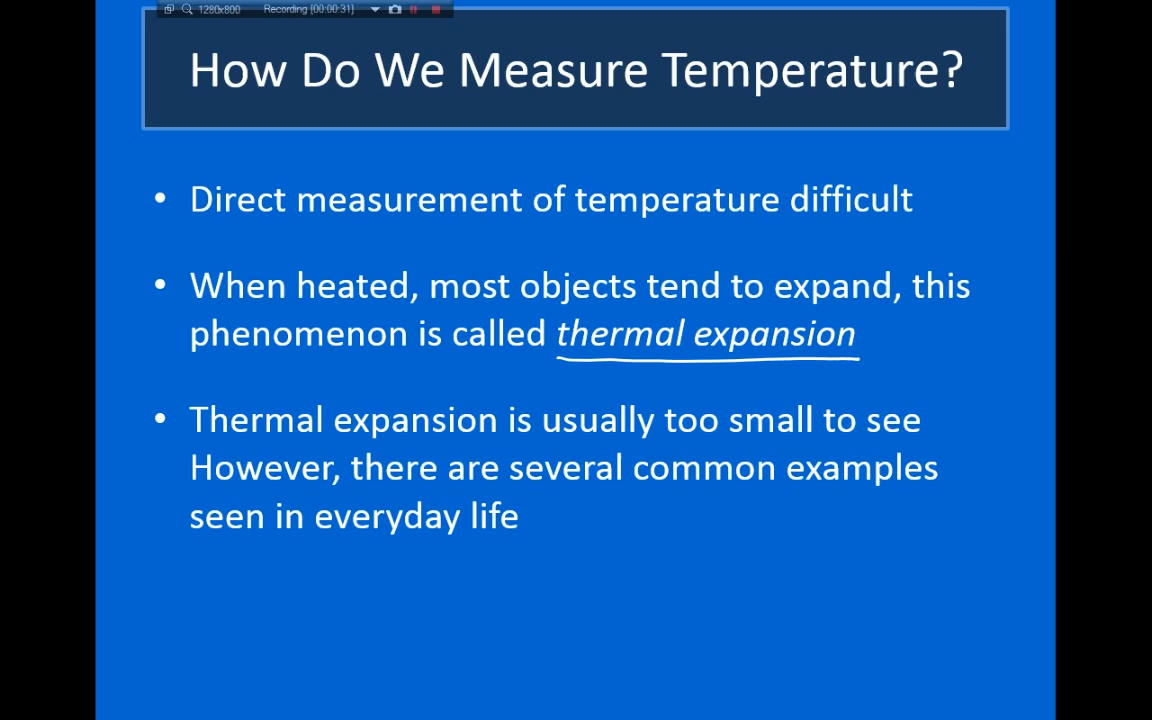 1280x800 Recording [00:00:31]
How Do We Measure Temperature?
• Direct measurement of temperature difficult
• When heated, most objects tend to expand, this
phenomenon is called thermal expansion
• Thermal expansion is usually too small to see
However, there are several common examples
seen in everyday life